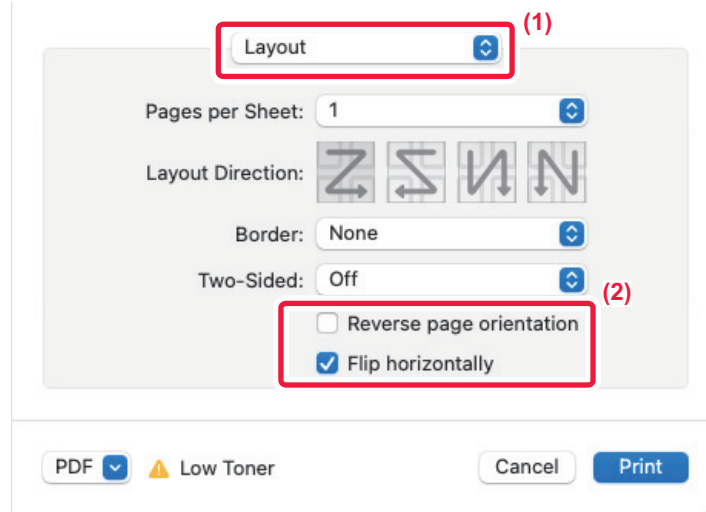 (1)
Layout
Pages per Sheet: 1
Layout Direction:
Border: None
Two-Sided: Off
(2)
Reverse page orientation
Flip horizontally
PDF Low Toner Cancel Print